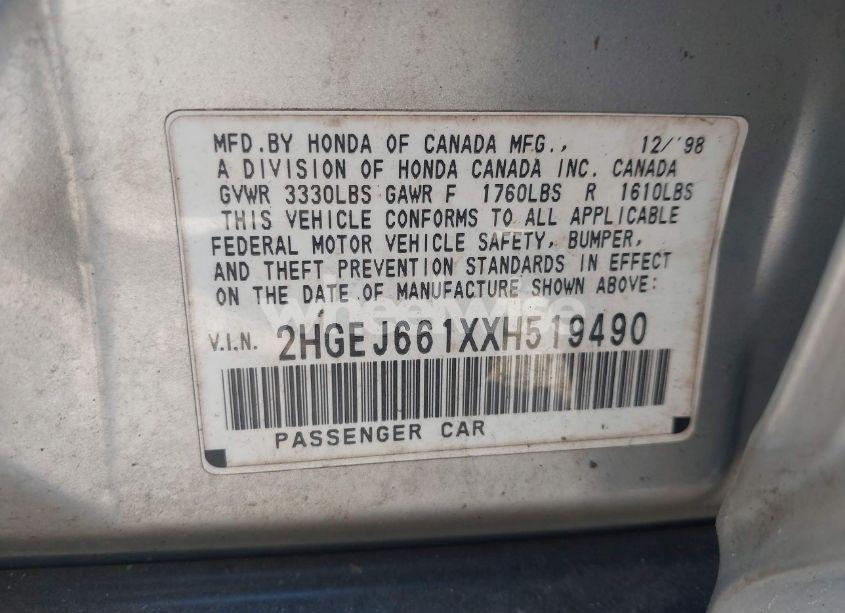 MFD.BY HONDA OF CANADA MFG., 12/'98
A DIVISION OF HONDA CANADA INC. CANADA
GVWR 3330LBS GAWR F 1760LBS R 1610LBS
THIS VEHICLE CONFORMS TO ALL APPLICABLE
FEDERAL MOTOR VEHICLE SAFETY, BUMPER,
AND THEFT PREVENTION STANDARDS IN EFFECT
ON THE DATE OF MANUFACTURE SHOWN ABOVE:
wheelwise
V.I.N. 2HGEJ661XXH519490
PASSENGER CAR